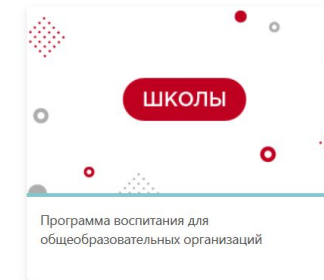 ШКОЛЫ
Программа воспитания для
общеобразовательных организаций